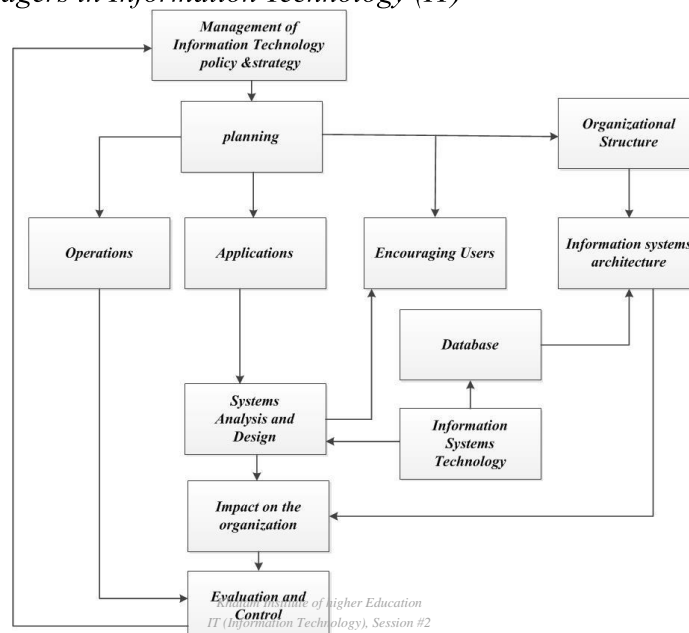 agers in Information Technology (IT)
Management of
Information Technology
policy &strategy
planning
Organizational
Structure
Operations
Applications
Encouraging Users
Information systems
architecture
Database
Systems
Analysis and
Design
Information
Systems
Technology
Impact on the
organization
Evaluation and
Control
Khatam Institute of higher Education
IT (Information Technology), Session #2